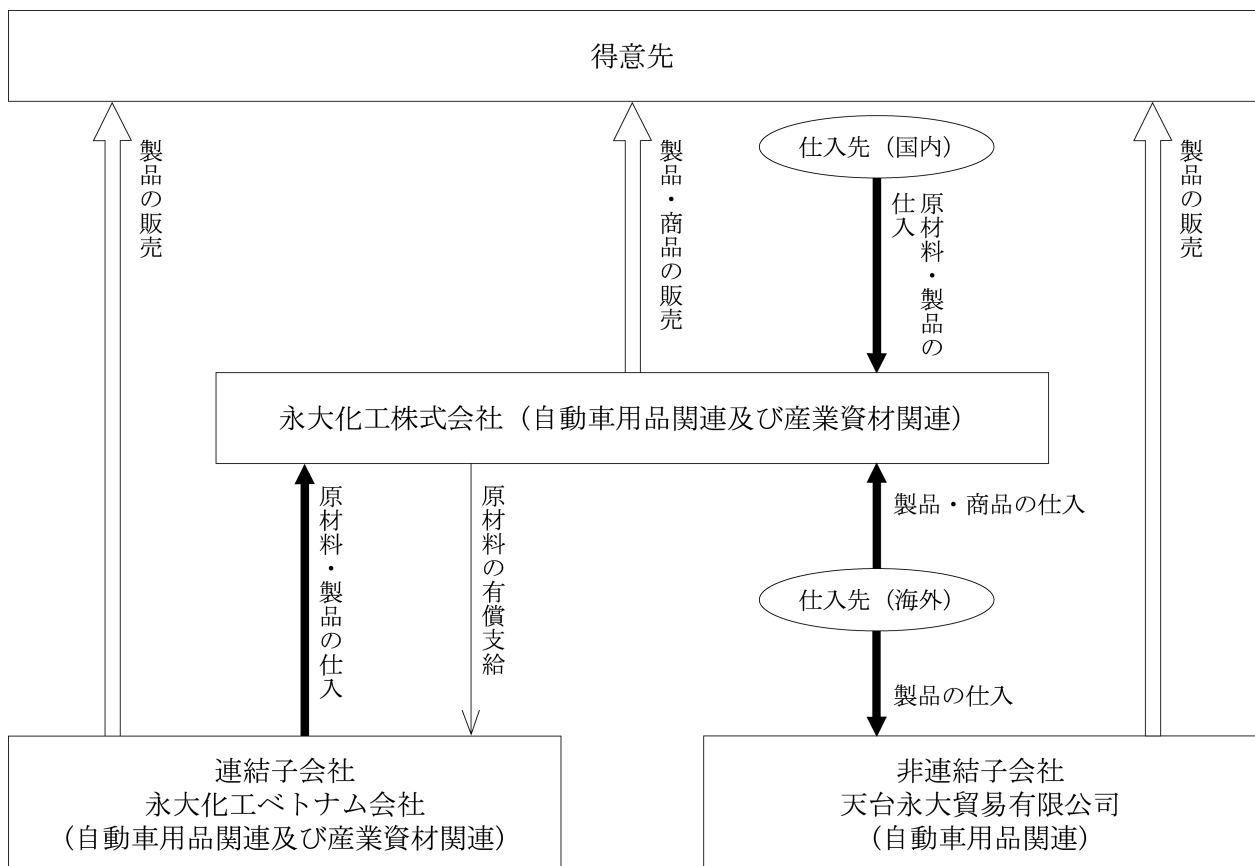 得意先
製品の販売
製品・商品の販売
仕入先（国内）
原材料・製品の
仕入
製品の販売
永大化工株式会社（自動車用品関連及び産業資材関連）
原材料・製品の仕入
原材料の有償支給
製品・商品の仕入
仕入先（海外）
製品の仕入
連結子会社
永大化工ベトナム会社
（自動車用品関連及び産業資材関連）
非連結子会社
天台永大貿易有限公司
（自動車用品関連）